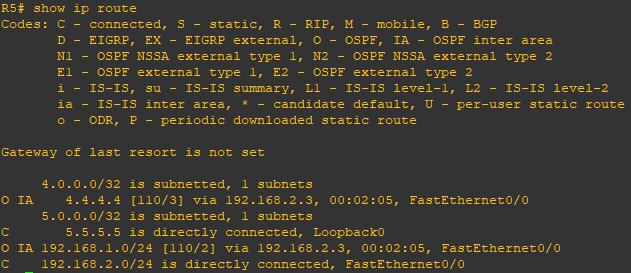 R5# show ip route
Codes: C - connected, S - static, R - RIP, M - mobile, B - BGP
       D - EIGRP, EX - EIGRP external, O - OSPF, IA - OSPF inter area
       N1 - OSPF NSSA external type 1, N2 - OSPF NSSA external type 2
       E1 - OSPF external type 1, E2 - OSPF external type 2
       i - IS-IS, su - IS-IS summary, L1 - IS-IS level-1, L2 - IS-IS level-2
       ia - IS-IS inter area, * - candidate default, U - per-user static route
       o - ODR, P - periodic downloaded static route
Gateway of last resort is not set
     4.0.0.0/32 is subnetted, 1 subnets
O IA    4.4.4.4 [110/3] via 192.168.2.3, 00:02:05, FastEthernet0/0
     5.0.0.0/32 is subnetted, 1 subnets
C       5.5.5.5 is directly connected, Loopback0
O IA 192.168.1.0/24 [110/2] via 192.168.2.3, 00:02:05, FastEthernet0/0
C    192.168.2.0/24 is directly connected, FastEthernet0/0